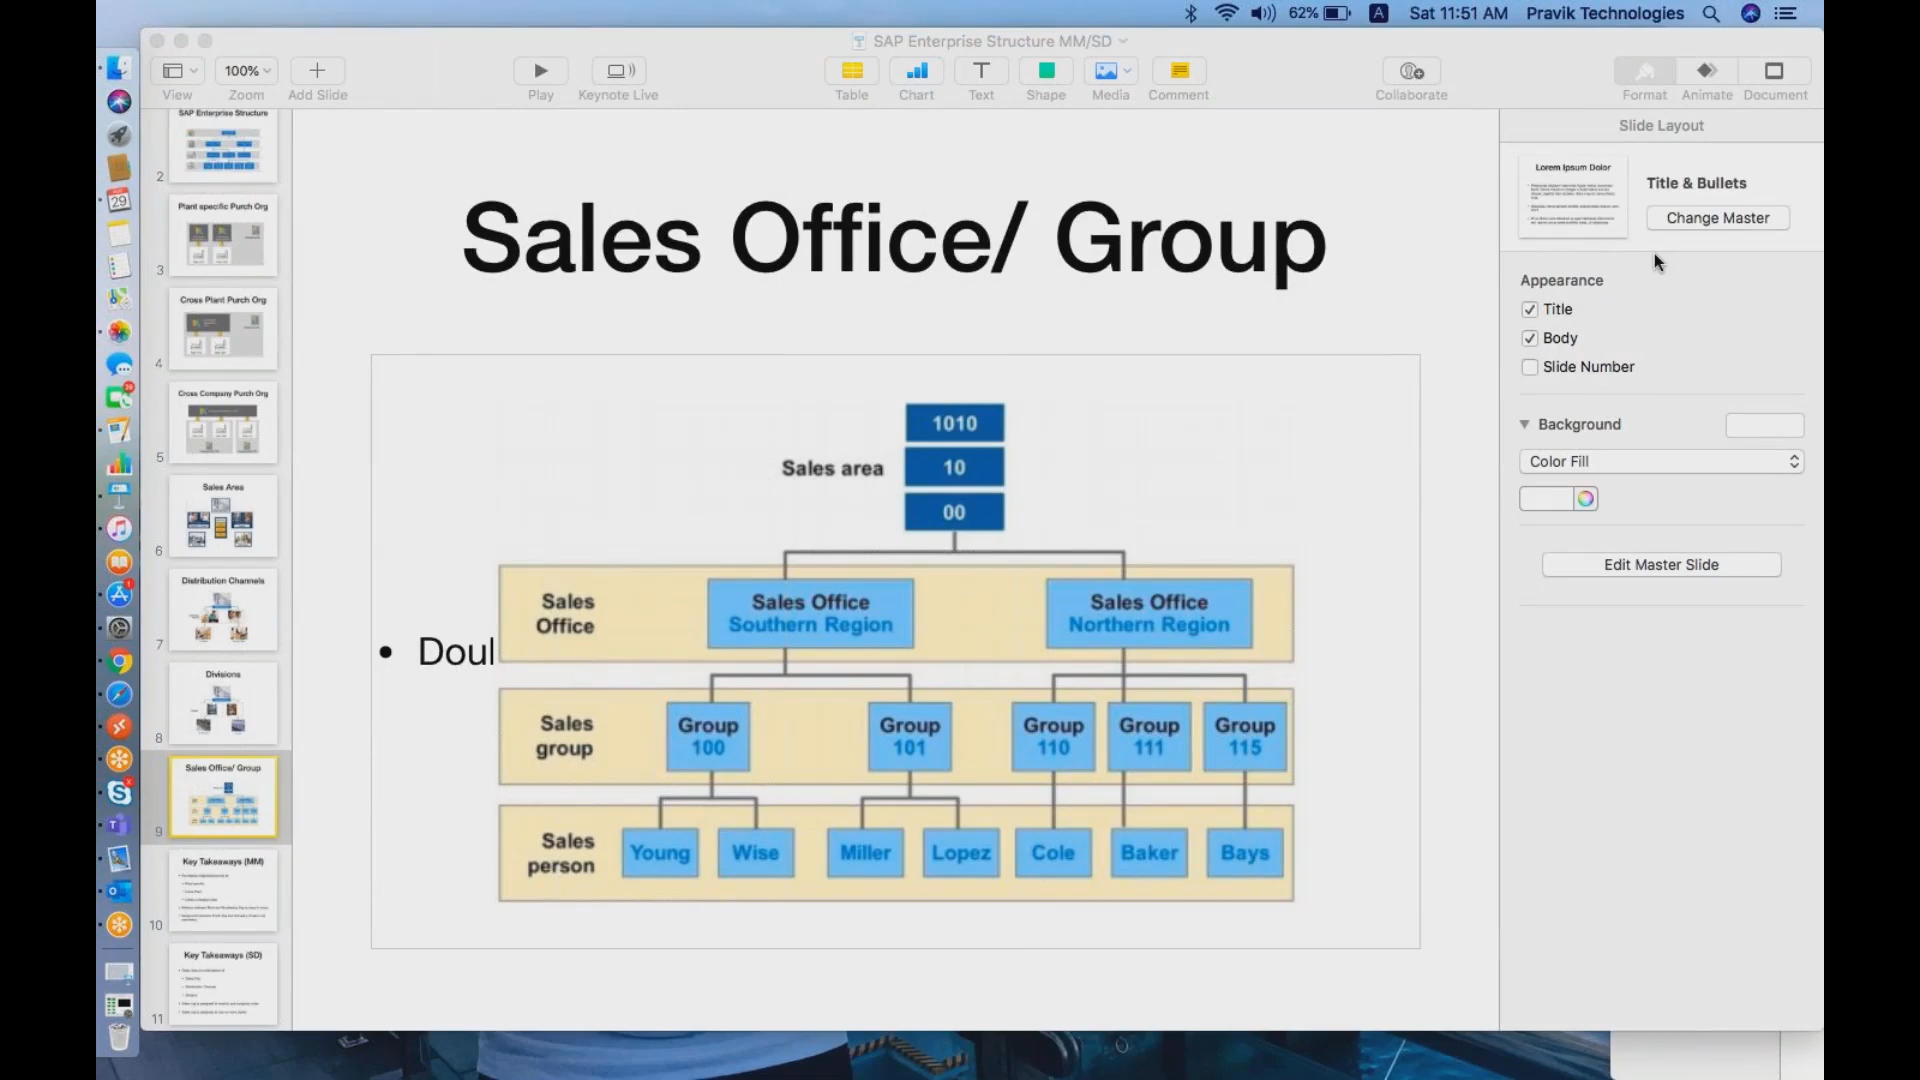 62% A Sat 11:51 AM Pravik Technologies
SAP Enterprise Structure MM/SD
100%
View Zoom Add Slide Play Keynote Live Table Chart Text Shape Media Comment Collaborate Format Animate Document
SAP Enterprise Structure
2
Plant specific Purch Org
3
Cross Plant Purch Org
4
Cross Company Purch Org
5
Sales Area
6
Distribution Channels
7
Divisions
8
Sales Office/ Group
9
Key Takeaways (MM)
10
Key Takeaways (SD)
11
Sales Office/ Group
1010
Sales area
10
00
Sales
Office
Sales Office
Southern Region
Sales Office
Northern Region
• Doul
Sales
group
Group
100
Group
101
Group
110
Group
111
Group
115
Sales
person
Young Wise Miller Lopez Cole Baker Bays
Slide Layout
Lorem Ipsum Dolor
Title & Bullets
Change Master
Appearance
Title
Body
Slide Number
Background
Color Fill
Edit Master Slide
AUG
29